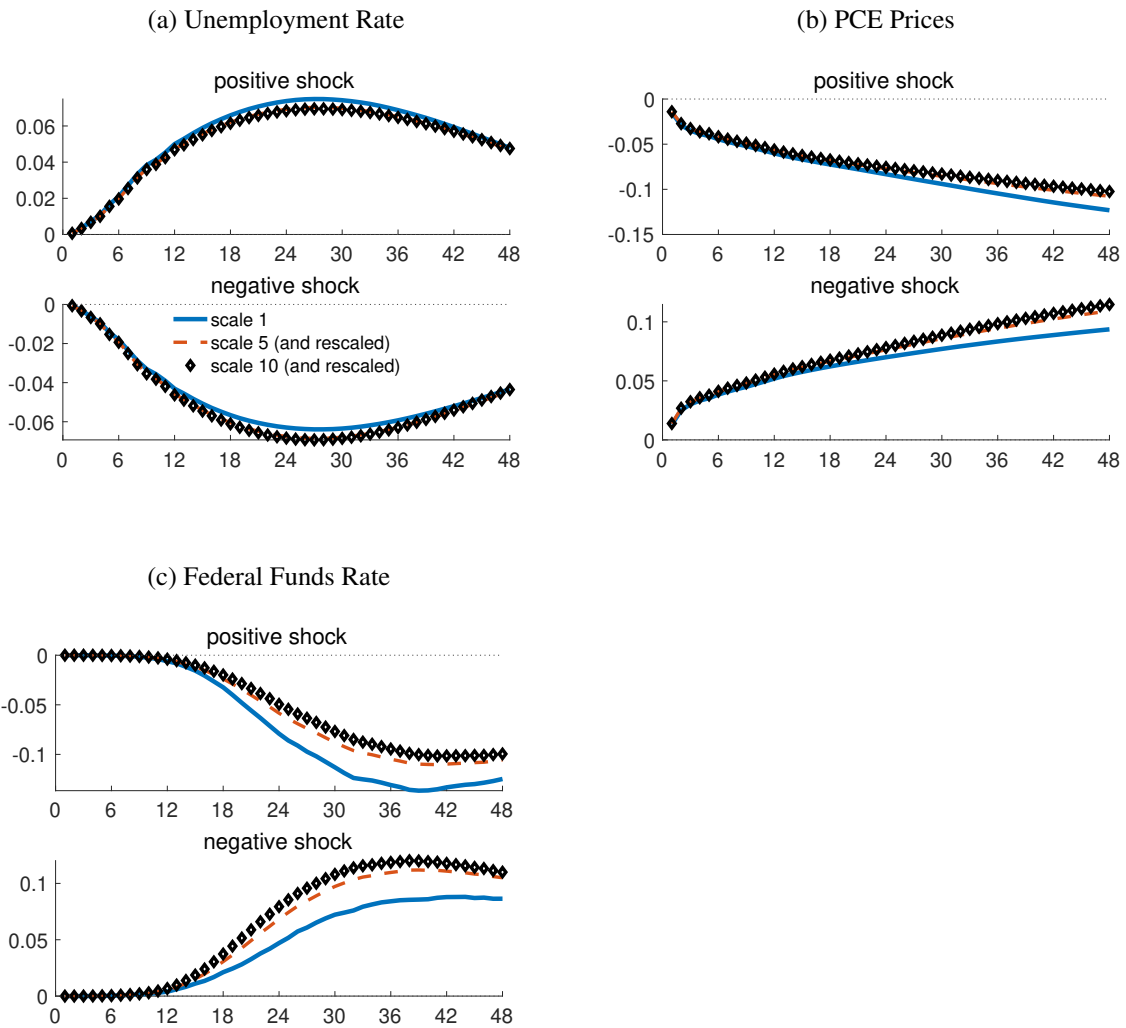 (a) Unemployment Rate
positive shock
0.06
0.04
0.02
0
0 6 12 18 24 30 36 42 48
negative shock
0
-0.02
-0.04
-0.06
scale 1
scale 5 (and rescaled)
scale 10 (and rescaled)
0 6 12 18 24 30 36 42 48
(b) PCE Prices
positive shock
0
-0.05
-0.1
-0.15
0 6 12 18 24 30 36 42 48
negative shock
0.1
0.05
0
0 6 12 18 24 30 36 42 48
(c) Federal Funds Rate
positive shock
0
-0.05
-0.1
0 6 12 18 24 30 36 42 48
negative shock
0.1
0.05
0
0 6 12 18 24 30 36 42 48